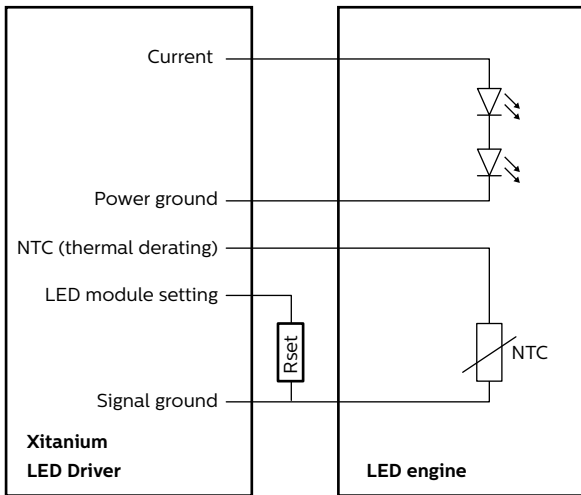 Current
Power ground
NTC (thermal derating)
LED module setting
Rset
NTC
Signal ground
Xitanium
LED Driver
LED engine